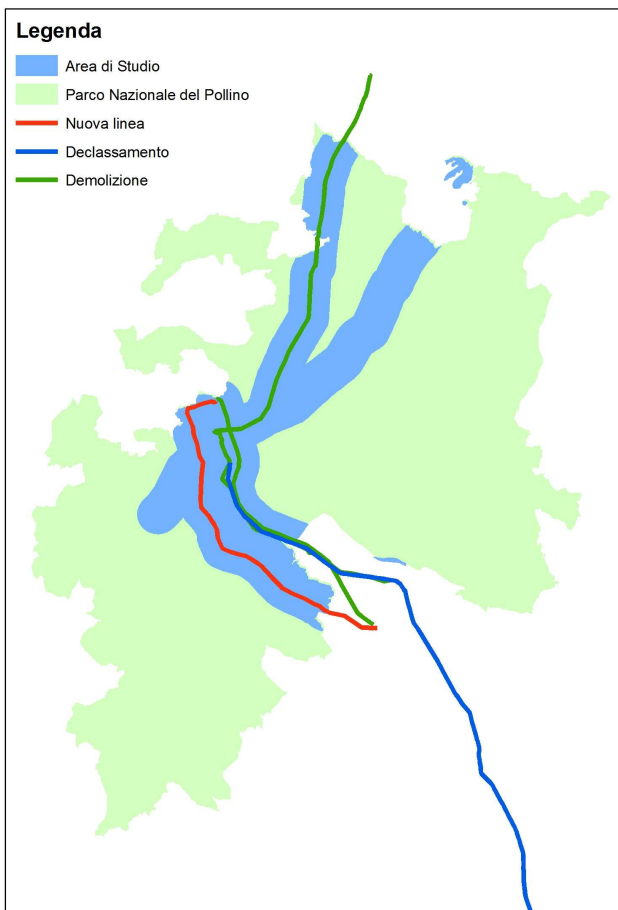 Legenda
Area di Studio
Parco Nazionale del Pollino
Nuova linea
Declassamento
Demolizione